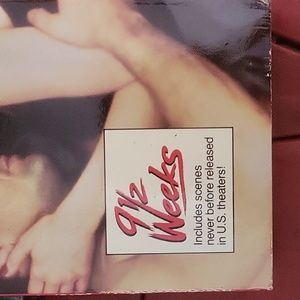 9½
Weeks
Includes scenes
never before released
in U.S. theaters!